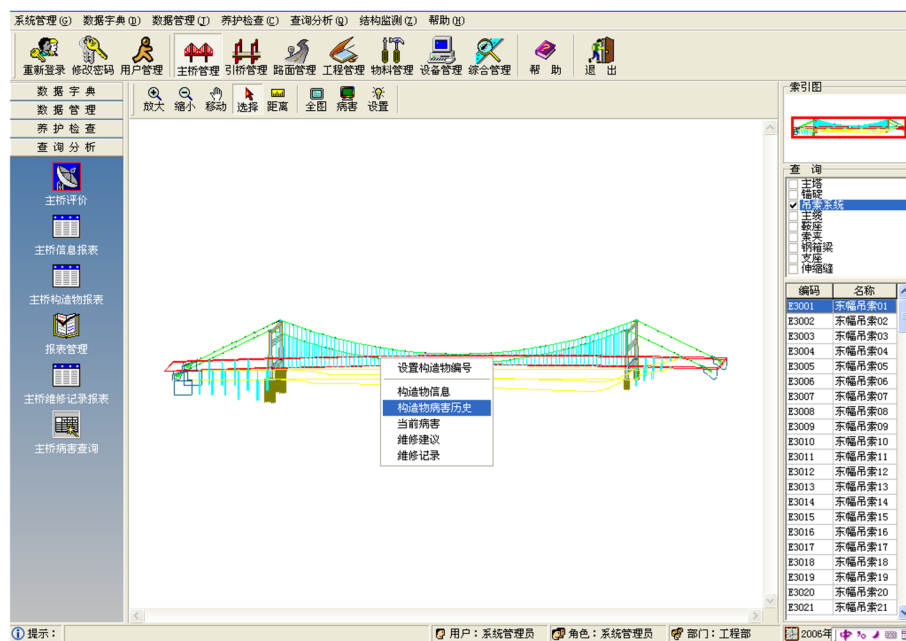 系统管理(G) 数据字典(D) 数据管理(T) 养护检查(C) 查询分析(Q) 结构监测(Z) 帮助(H)
重新登录 修改密码 用户管理 主桥管理 引桥管理 路面管理 工程管理 物料管理 设备管理 综合管理 帮 助 退 出
数 据 字 典
数 据 管 理
养 护 检 查
查 询 分 析
主桥评价
主桥信息报表
主桥构造物报表
报表管理
主桥维修记录报表
主桥病害查询
放大 缩小 移动 选择 距离 全图 病害 设置
设置构造物编号
构造物信息
构造物病害历史
当前病害
维修建议
维修记录
索引图
查 询
主塔
锚碇
吊索系统
主缆
鞍座
索夹
钢箱梁
支座
伸缩缝
编码 名称
E3001 东幅吊索01
E3002 东幅吊索02
E3003 东幅吊索03
E3004 东幅吊索04
E3005 东幅吊索05
E3006 东幅吊索06
E3007 东幅吊索07
E3008 东幅吊索08
E3009 东幅吊索09
E3010 东幅吊索10
E3011 东幅吊索11
E3012 东幅吊索12
E3013 东幅吊索13
E3014 东幅吊索14
E3015 东幅吊索15
E3016 东幅吊索16
E3017 东幅吊索17
E3018 东幅吊索18
E3019 东幅吊索19
E3020 东幅吊索20
E3021 东幅吊索21
提示： 用户：系统管理员 角色：系统管理员 部门：工程部 2006年 中